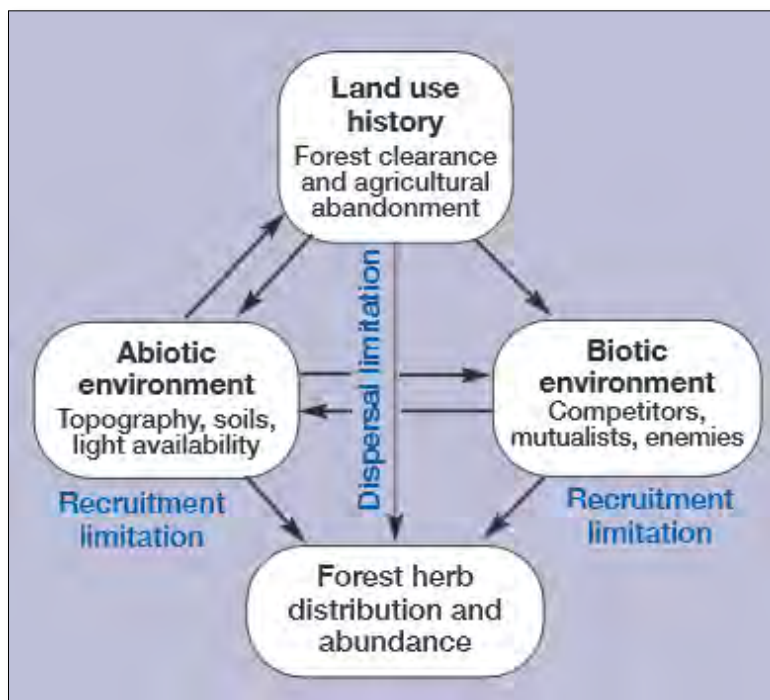 Land use
history
Forest clearance
and agricultural
abandonment
Dispersal limitation
Abiotic
environment
Topography, soils,
light availability
Biotic
environment
Competitors,
mutualists, enemies
Recruitment
limitation
Recruitment
limitation
Forest herb
distribution and
abundance